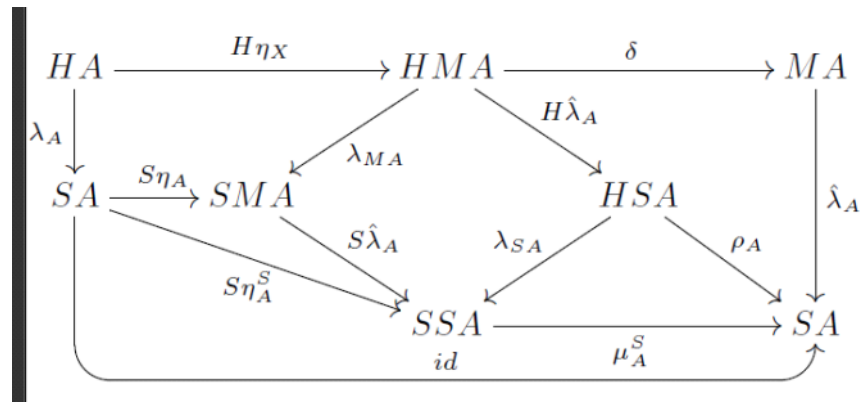 Hη_X δ
HA HMA MA
λ_A λ_{MA} Hλ̂_A
Sη_A λ̂_A
SA SMA HSA
Sλ̂_A λ_{SA} ρ_A
Sη^S_A
SSA SA
id μ^S_A